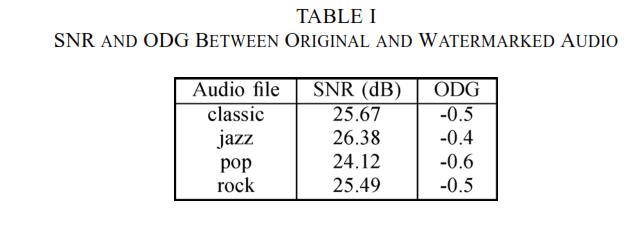 TABLE I
SNR AND ODG BETWEEN ORIGINAL AND WATERMARKED AUDIO
Audio file SNR (dB) ODG
classic 25.67 -0.5
jazz 26.38 -0.4
pop 24.12 -0.6
rock 25.49 -0.5